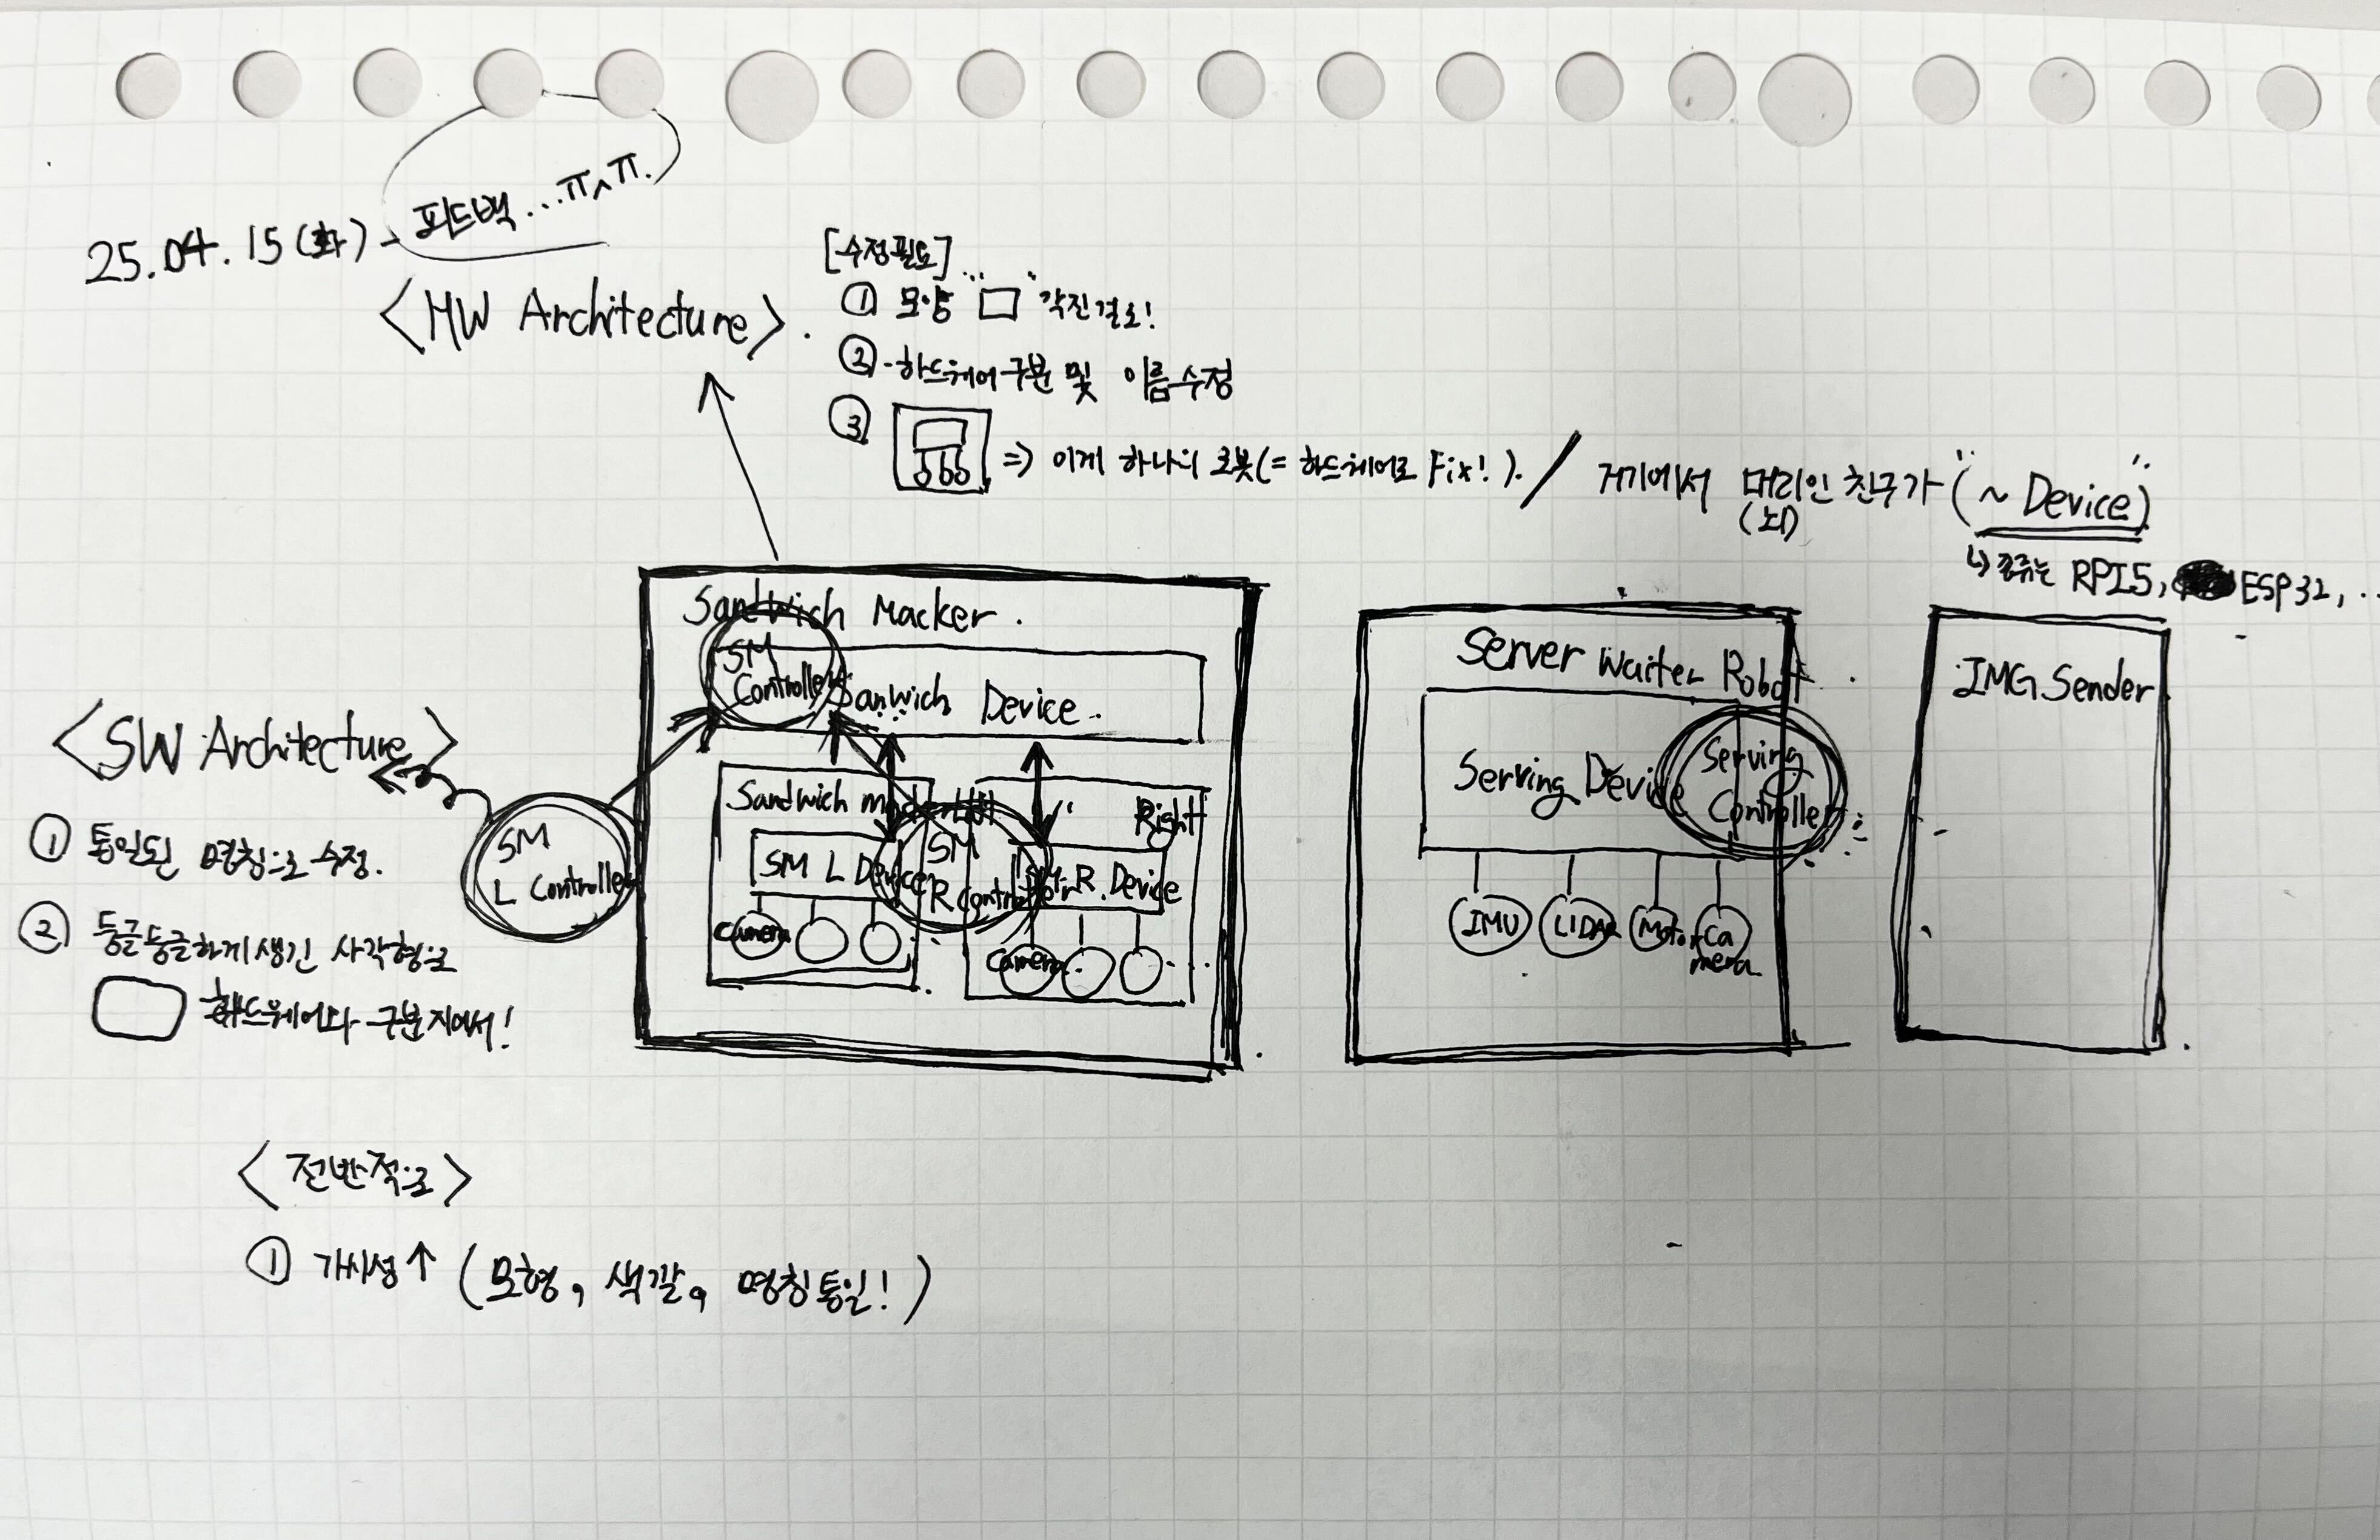 25.04.15 (화) - 피드백...ㅠㅅㅠ.
<HW Architecture>.
[수정필요]
① 모양 "□" 각진걸로!
② 하드웨어 구분 및 이름수정
③ => 이게 하나의 로봇(= 하드웨어로 Fix!). / 거기에서 머리인 친구가 "(~ Device)"
(뇌)
↳ 종류는 RPI5, ESP32, ..
Sandwich Macker.
SM Controller
Sanwich Device.
Sandwich Left
Right
SM L Device
SM R Controller
R. Device
camera
camera
Server Waiter Robot.
Serving Device
Serving Controller
IMU
LIDAR
Motor
Camera
IMG Sender
<SW Architecture>
SM L Controller
① 통일된 명칭으로 수정.
② 둥글둥글하게생긴 사각형으로
하드웨어와 구분지어서!
<전반적으로>
① 가시성↑ (모형, 색깔, 명칭통일!)